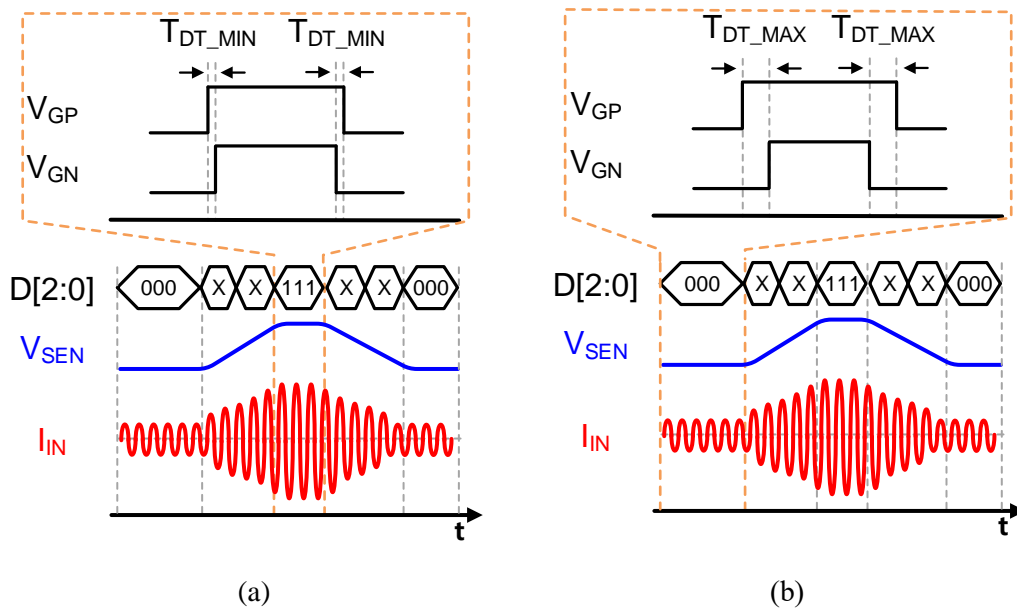 T_DT_MIN T_DT_MIN
V_GP
V_GN
D[2:0] 000 X X 111 X X 000
V_SEN
I_IN
t
(a)
T_DT_MAX T_DT_MAX
V_GP
V_GN
D[2:0] 000 X X 111 X X 000
V_SEN
I_IN
t
(b)